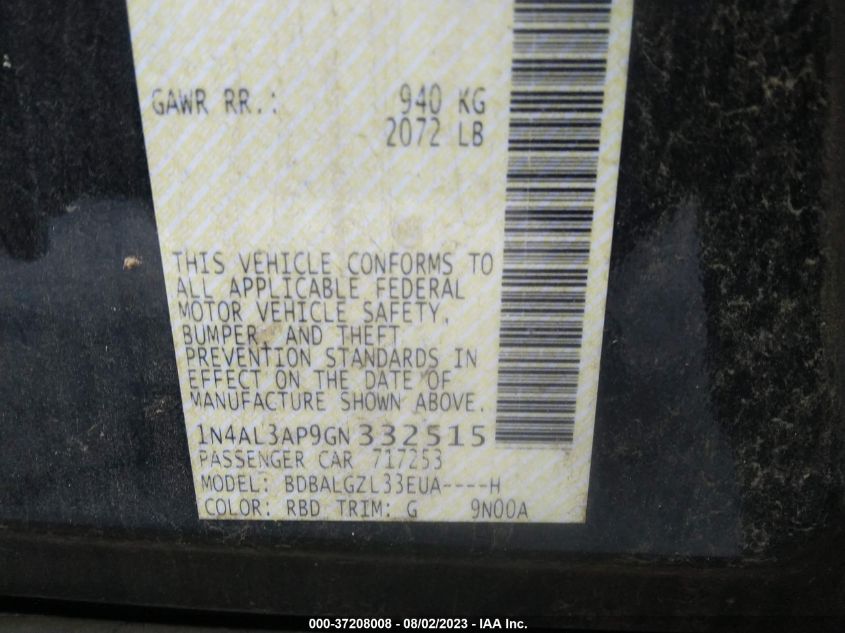 GAWR RR.: 940 KG
2072 LB
THIS VEHICLE CONFORMS TO
ALL APPLICABLE FEDERAL
MOTOR VEHICLE SAFETY,
BUMPER, AND THEFT
PREVENTION STANDARDS IN
EFFECT ON THE DATE OF
MANUFACTURE SHOWN ABOVE.
1N4AL3AP9GN332515
PASSENGER CAR 717253
MODEL: BDBALGZL33EUA----H
COLOR: RBD TRIM: G 9N00A
000-37208008 - 08/02/2023 - IAA Inc.